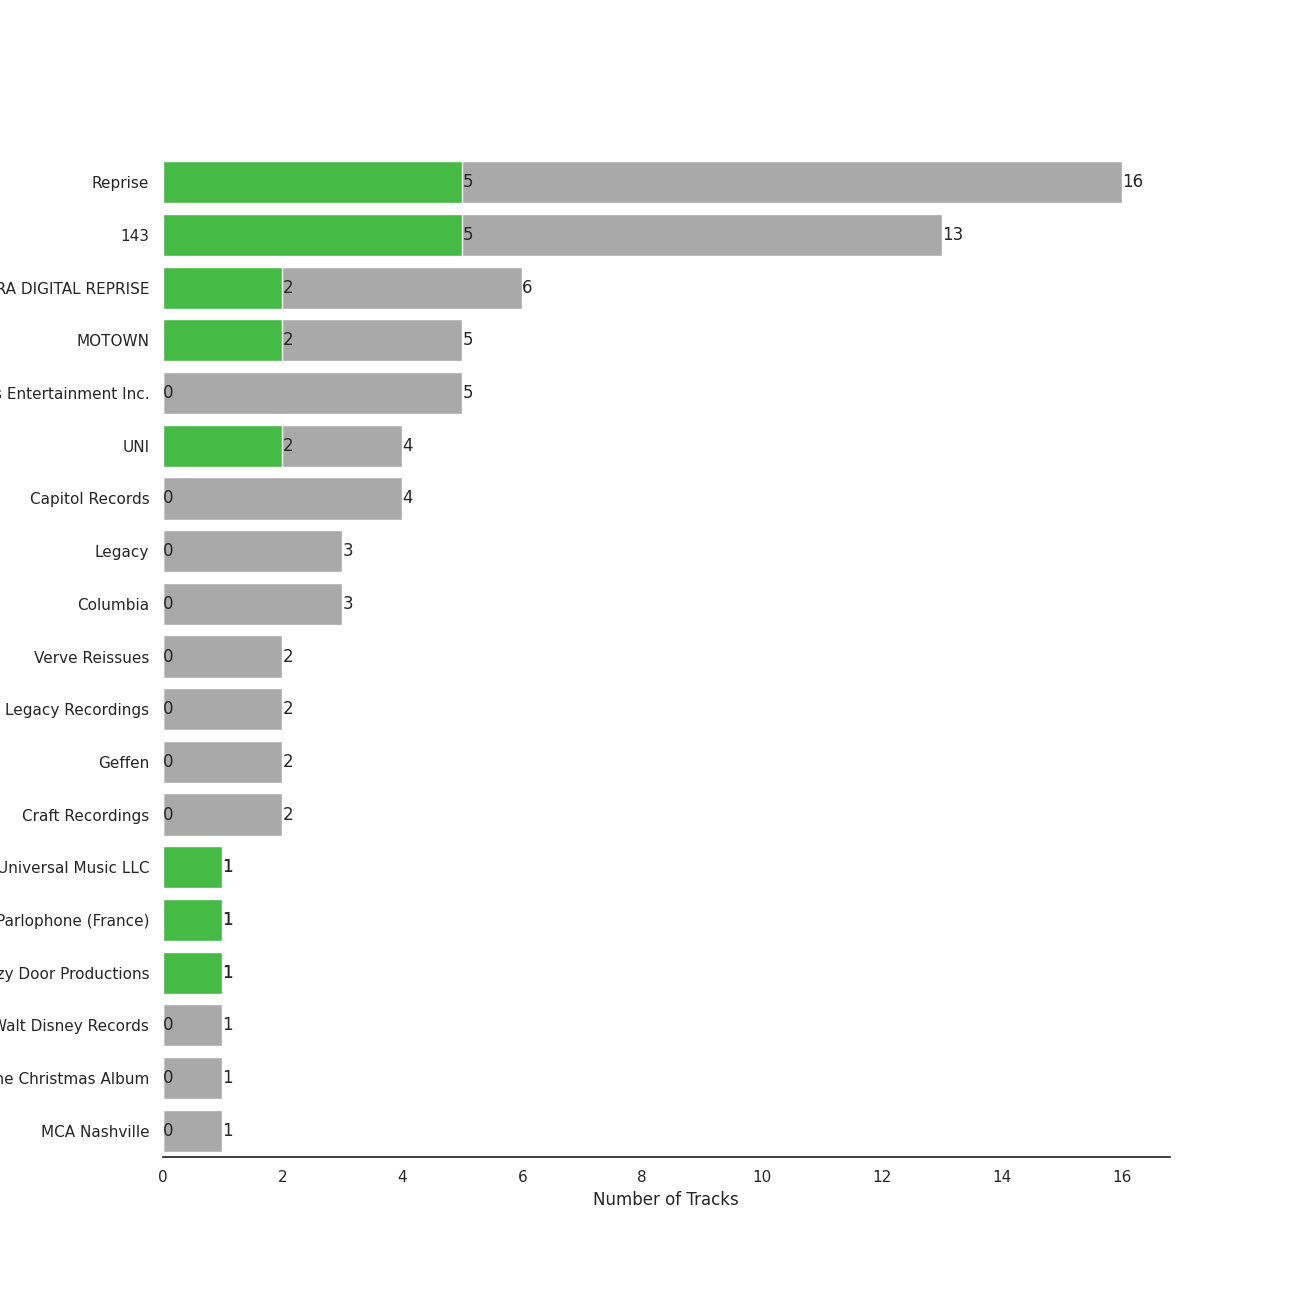 Reprise 5 16
143 5 13
RA DIGITAL REPRISE 2 6
MOTOWN 2 5
s Entertainment Inc. 0 5
UNI 2 4
Capitol Records 0 4
Legacy 0 3
Columbia 0 3
Verve Reissues 0 2
Legacy Recordings 0 2
Geffen 0 2
Craft Recordings 0 2
Universal Music LLC 1
Parlophone (France) 1
zy Door Productions 1
Walt Disney Records 0 1
ne Christmas Album 0 1
MCA Nashville 0 1
0 2 4 6 8 10 12 14 16
Number of Tracks